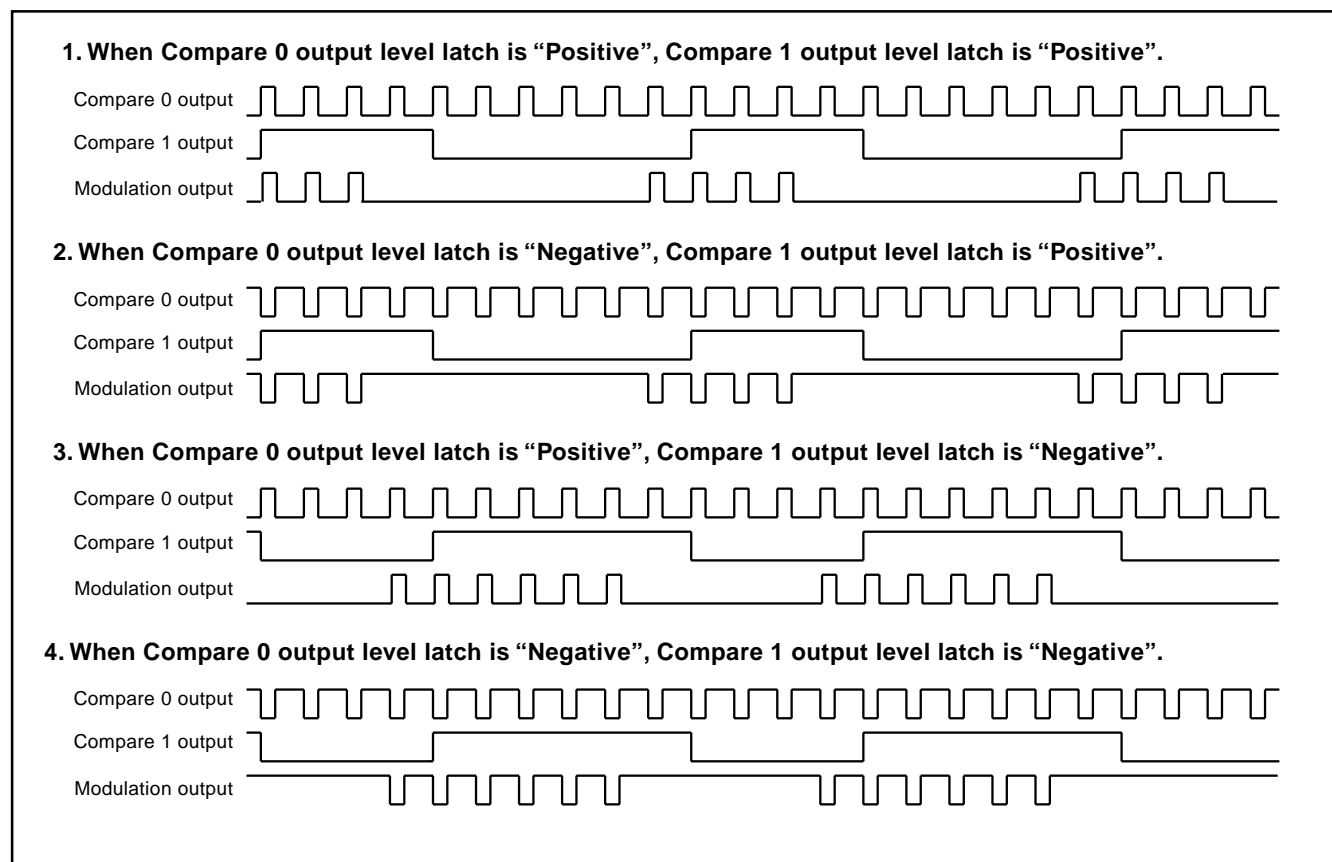 1. When Compare 0 output level latch is “Positive”, Compare 1 output level latch is “Positive”.
Compare 0 output
Compare 1 output
Modulation output
2. When Compare 0 output level latch is “Negative”, Compare 1 output level latch is “Positive”.
Compare 0 output
Compare 1 output
Modulation output
3. When Compare 0 output level latch is “Positive”, Compare 1 output level latch is “Negative”.
Compare 0 output
Compare 1 output
Modulation output
4. When Compare 0 output level latch is “Negative”, Compare 1 output level latch is “Negative”.
Compare 0 output
Compare 1 output
Modulation output